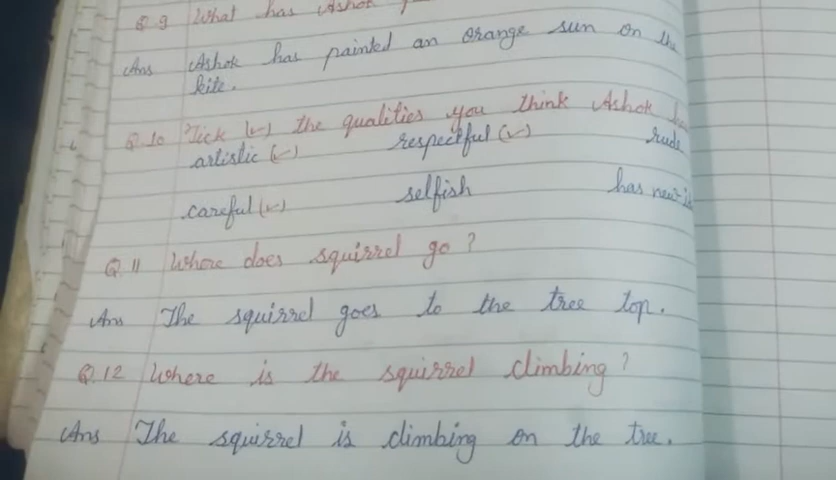 Q.9 What has Ashok
Ans Ashok has painted an orange sun on the
kite.
Q.10 Tick (✓) the qualities you think Ashok
artistic (✓) respectful (✓) rude
careful (✓) selfish has new
Q.11 Where does squirrel go?
Ans The squirrel goes to the tree top.
Q.12 Where is the squirrel climbing?
Ans The squirrel is climbing on the tree.